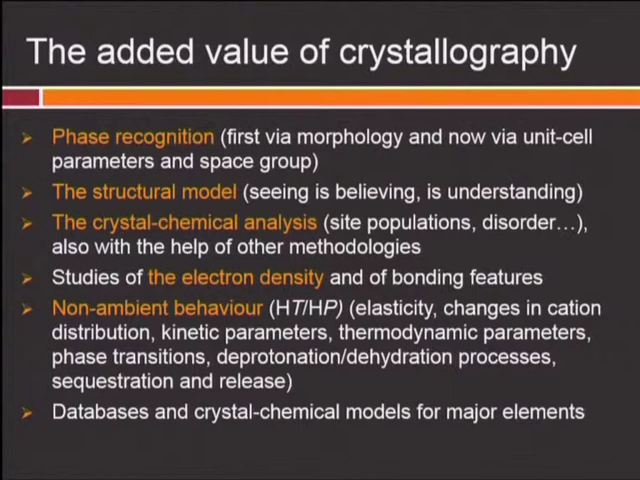 The added value of crystallography
Phase recognition (first via morphology and now via unit-cell
parameters and space group)
The structural model (seeing is believing, is understanding)
The crystal-chemical analysis (site populations, disorder…),
also with the help of other methodologies
Studies of the electron density and of bonding features
Non-ambient behaviour (HT/HP) (elasticity, changes in cation
distribution, kinetic parameters, thermodynamic parameters,
phase transitions, deprotonation/dehydration processes,
sequestration and release)
Databases and crystal-chemical models for major elements